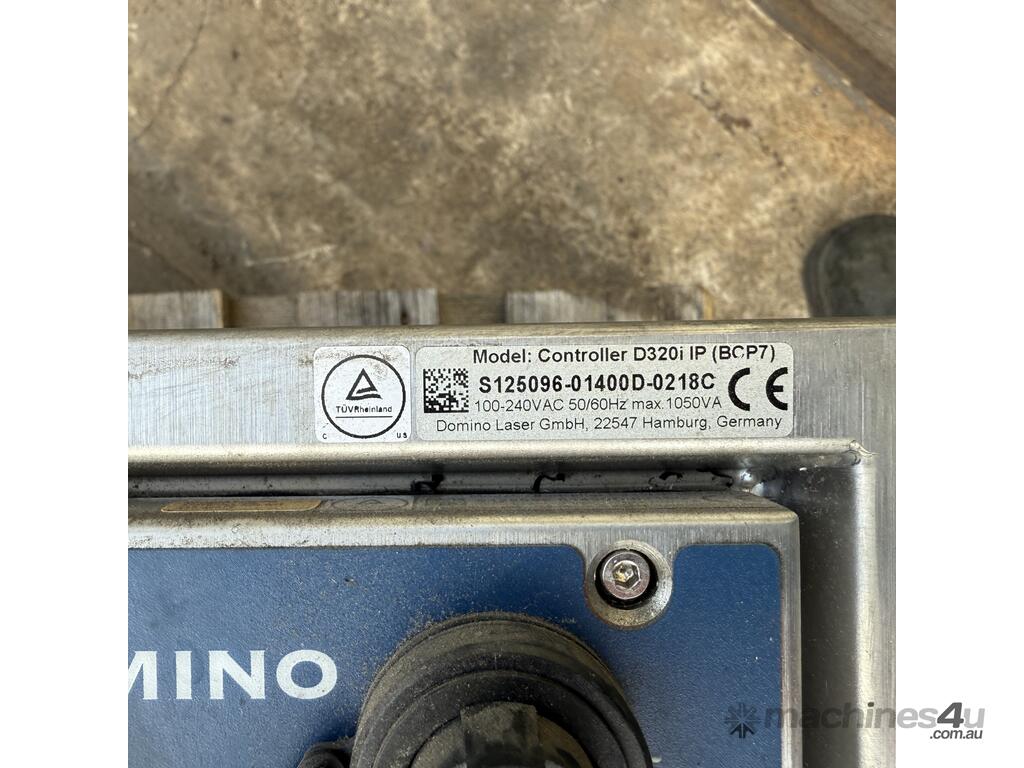 Model: Controller D320i IP (BCP7)
S125096-01400D-0218C
100-240VAC 50/60Hz max.1050VA
Domino Laser GmbH, 22547 Hamburg, Germany
CE
TÜVRheinland
C US
MINO
machines4u
.com.au